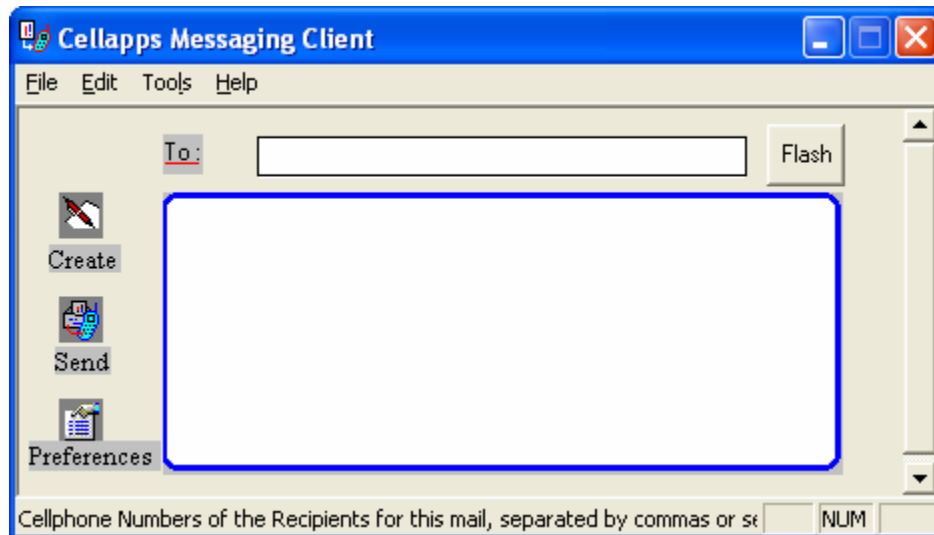 Cellapps Messaging Client
File Edit Tools Help
To: Flash
Create
Send
Preferences
Cellphone Numbers of the Recipients for this mail, separated by commas or NUM